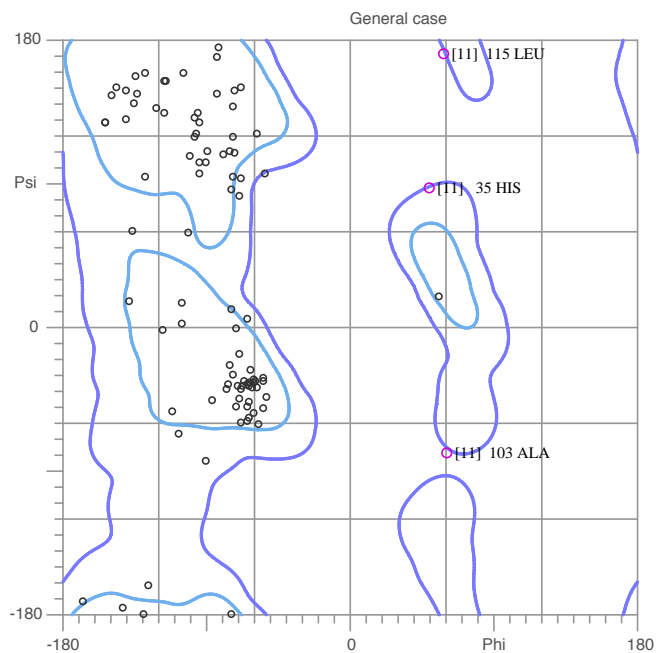 General case
180
[11] 115 LEU
Psi
[11] 35 HIS
0
[11] 103 ALA
-180
-180
0
Phi
180